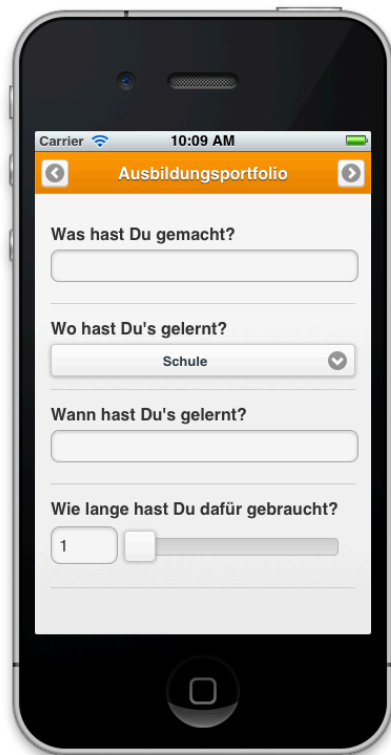 Carrier 10:09 AM
Ausbildungsportfolio
Was hast Du gemacht?
Wo hast Du's gelernt?
Schule
Wann hast Du's gelernt?
Wie lange hast Du dafür gebraucht?
1